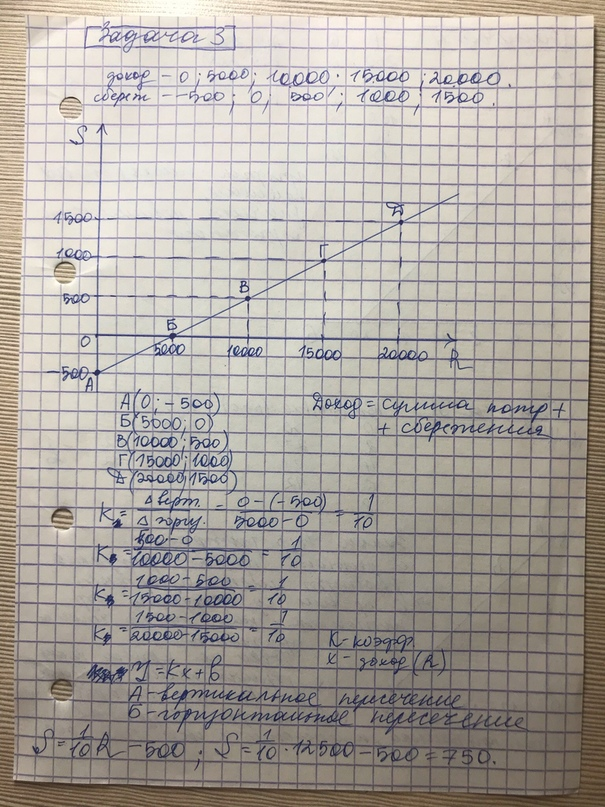 Задача 3
доход – 0 ; 5000; 10000; 15000 ; 20000.
сбереж – -500 ; 0, 500 ; 1000 ; 1500.
S
1500
Д
1000
Г
500
В
Б
0
5000
10000
15000
20000
R
-500
А
А (0; -500)
Б (5000; 0)
В (10000; 500)
Г (15000; 1000)
Д (20000; 1500)
Доход = сумма потр +
+ сбережения
K = Δ верт. / Δ гориз. = 0-(-500) / 5000-0 = 1/10
K = 500-0 / 10000-5000 = 1/10
K = 1000-500 / 15000-10000 = 1/10
K = 1500-1000 / 20000-15000 = 1/10
K - коэфф.
x - доход (R)
У = Kx + b
А - вертикальное пересечение
Б - горизонтальное пересечение
S = 1/10 R - 500 ; S = 1/10 · 12500 - 500 = 750.